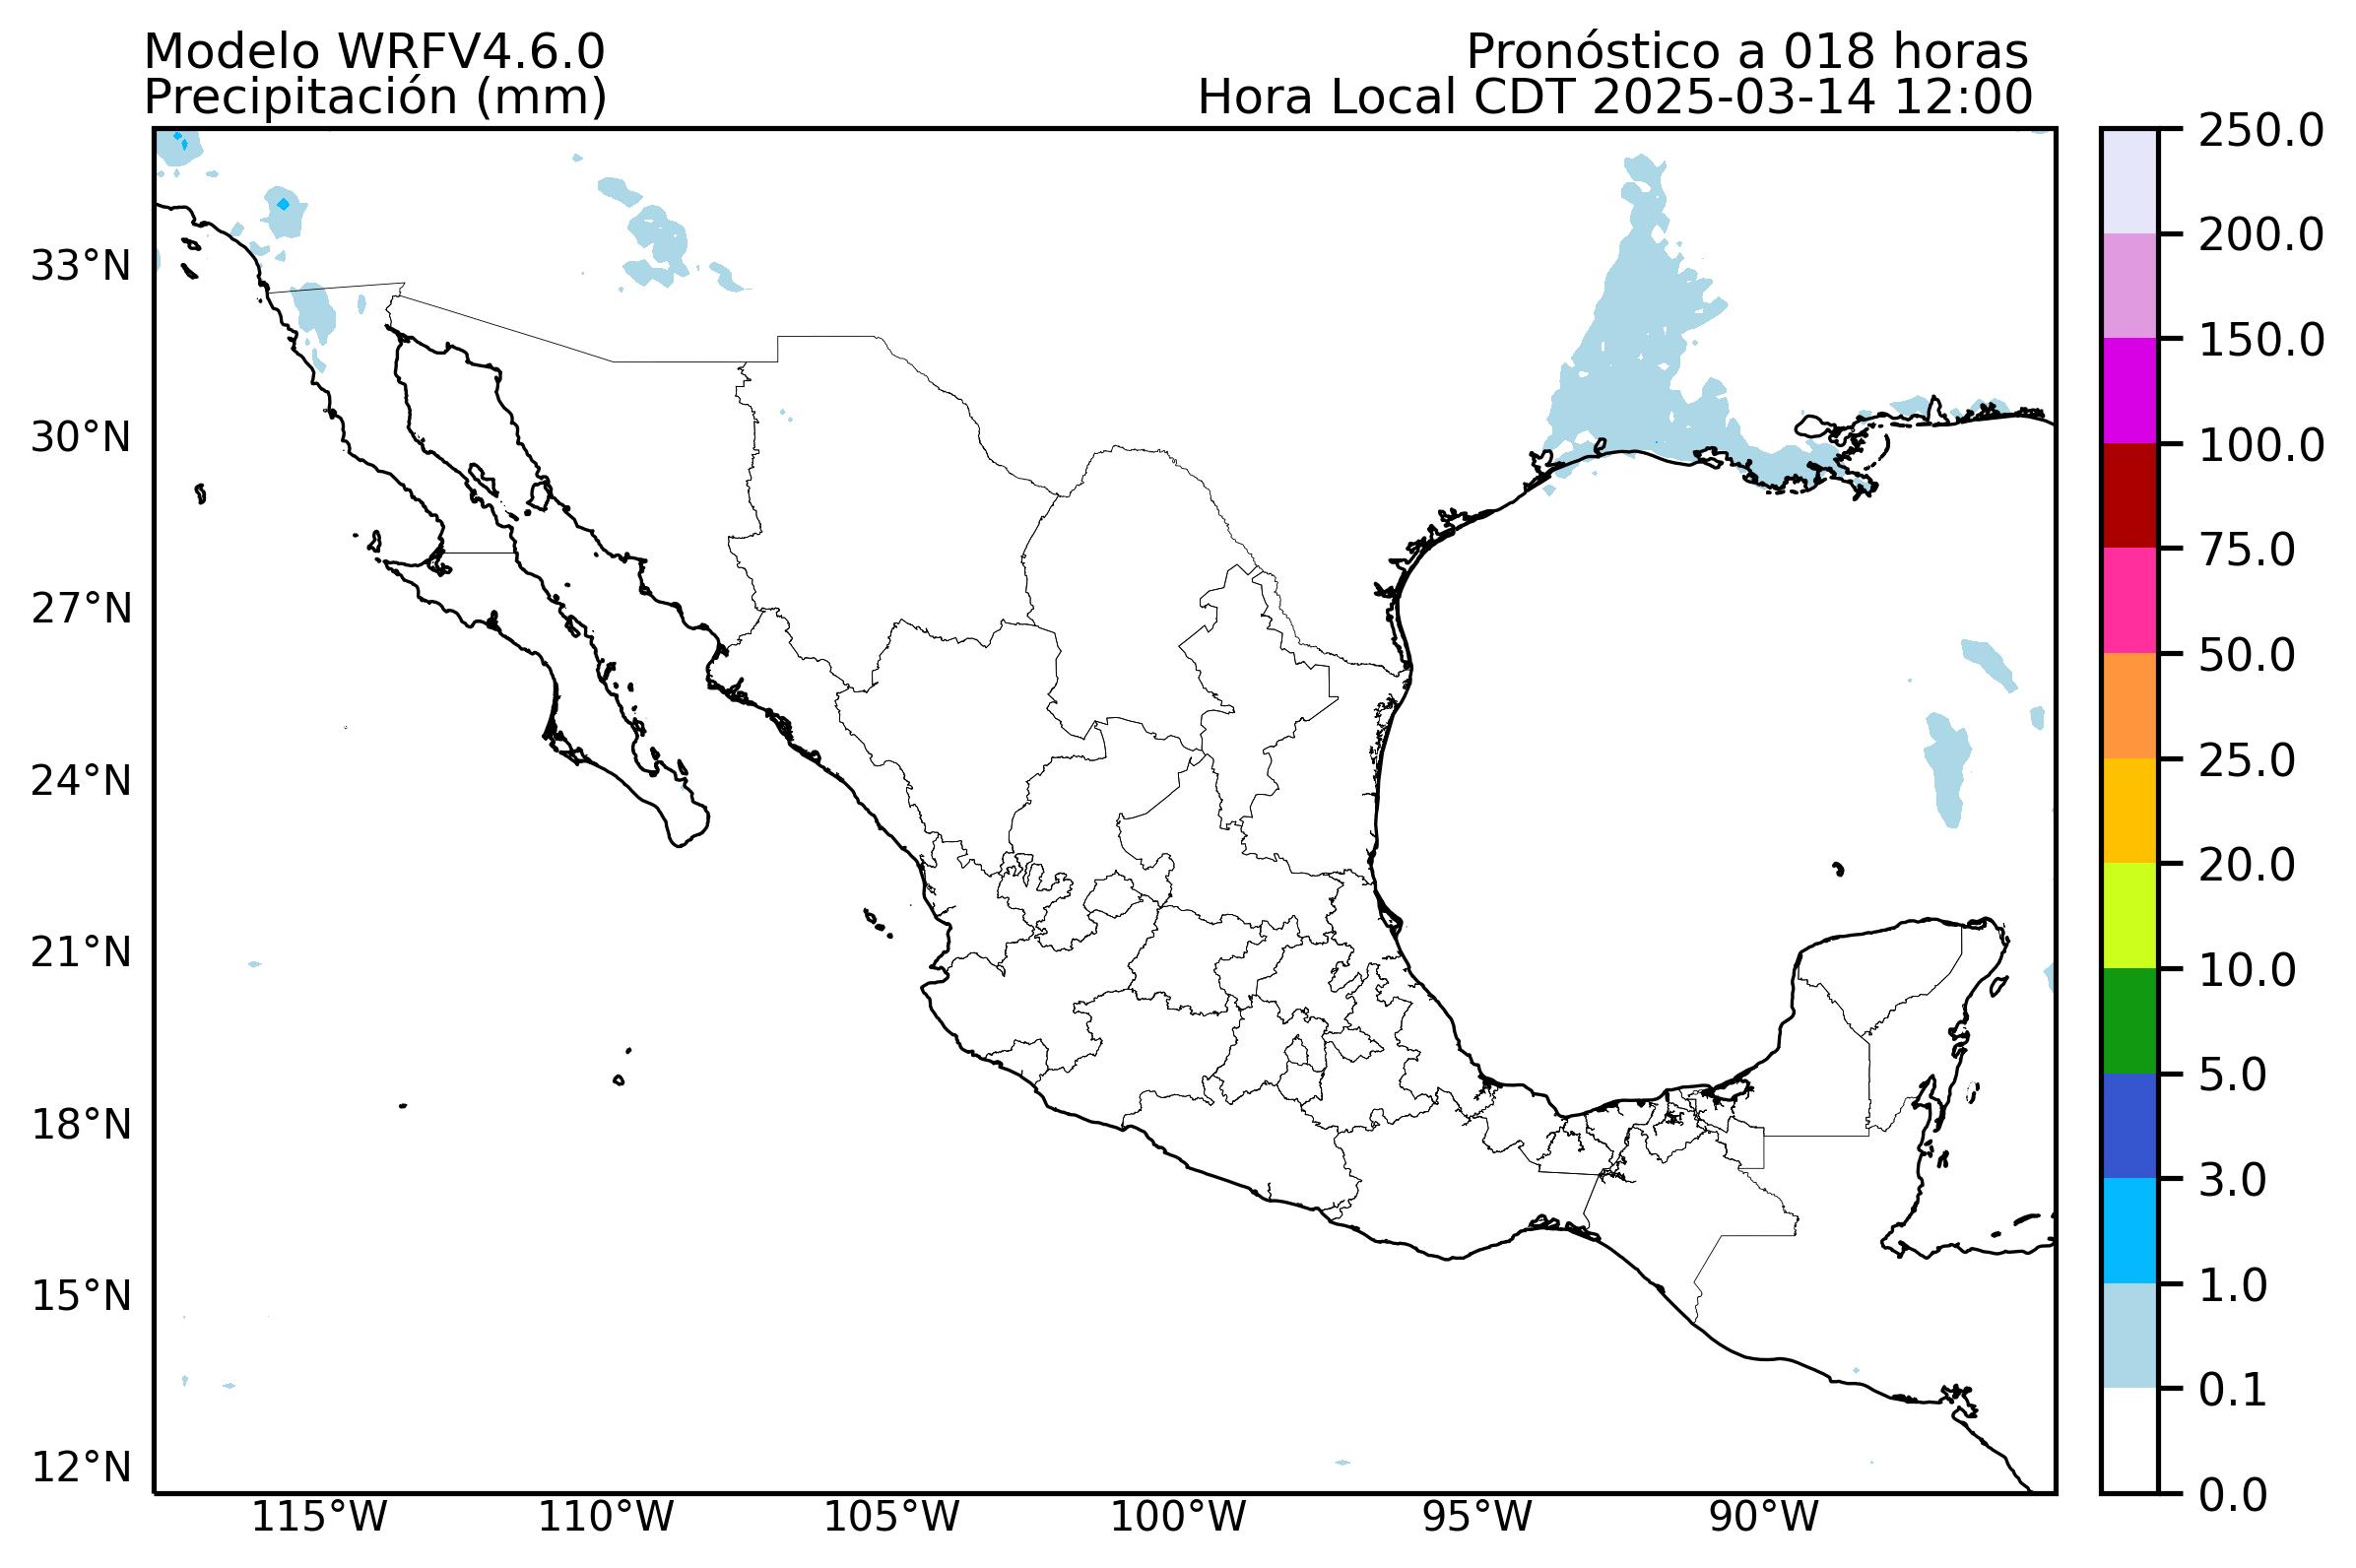 Modelo WRFV4.6.0
Precipitación (mm)
Pronóstico a 018 horas
Hora Local CDT 2025-03-14 12:00
33°N
30°N
27°N
24°N
21°N
18°N
15°N
12°N
115°W
110°W
105°W
100°W
95°W
90°W
250.0
200.0
150.0
100.0
75.0
50.0
25.0
20.0
10.0
5.0
3.0
1.0
0.1
0.0